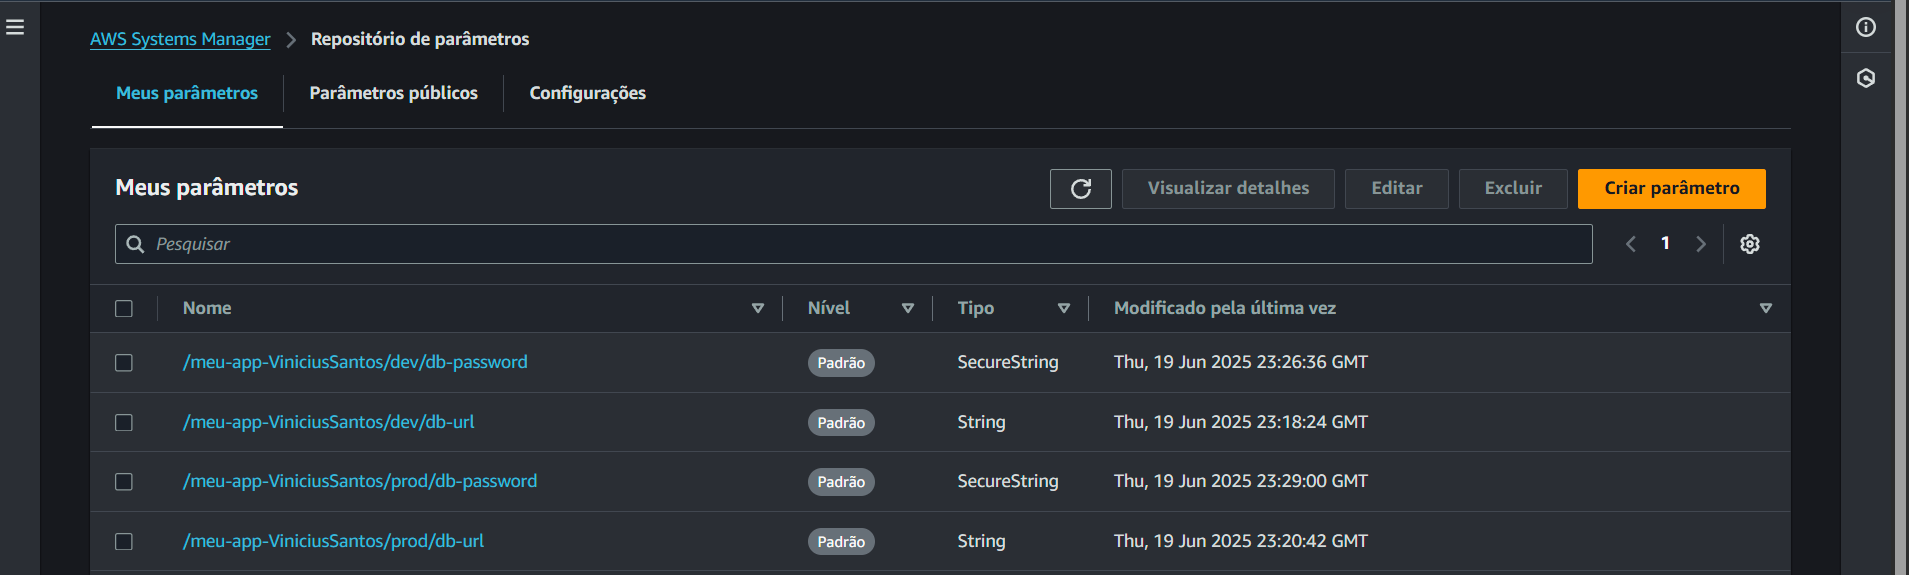 AWS Systems Manager > Repositório de parâmetros
Meus parâmetros Parâmetros públicos Configurações
Meus parâmetros Visualizar detalhes Editar Excluir Criar parâmetro
Pesquisar 1
Nome Nível Tipo Modificado pela última vez
/meu-app-ViniciusSantos/dev/db-password Padrão SecureString Thu, 19 Jun 2025 23:26:36 GMT
/meu-app-ViniciusSantos/dev/db-url Padrão String Thu, 19 Jun 2025 23:18:24 GMT
/meu-app-ViniciusSantos/prod/db-password Padrão SecureString Thu, 19 Jun 2025 23:29:00 GMT
/meu-app-ViniciusSantos/prod/db-url Padrão String Thu, 19 Jun 2025 23:20:42 GMT